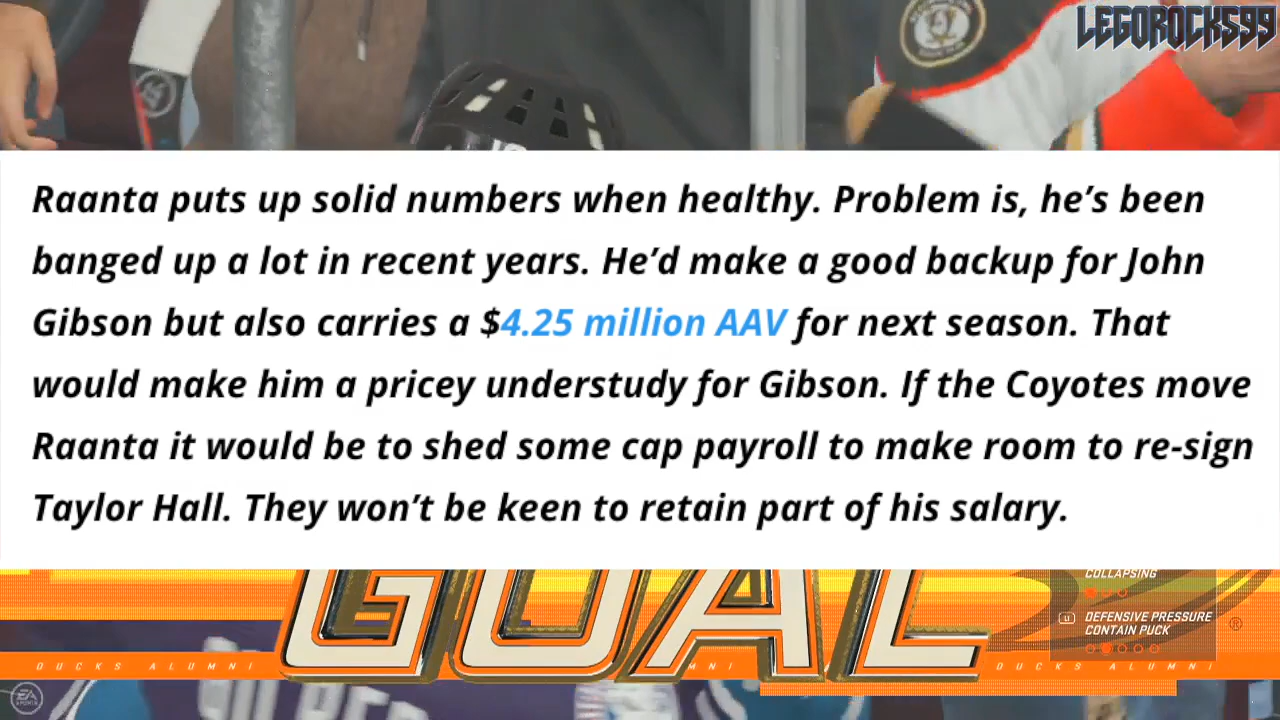 LEGOROCKS99
Raanta puts up solid numbers when healthy. Problem is, he’s been
banged up a lot in recent years. He’d make a good backup for John
Gibson but also carries a $4.25 million AAV for next season. That
would make him a pricey understudy for Gibson. If the Coyotes move
Raanta it would be to shed some cap payroll to make room to re-sign
Taylor Hall. They won’t be keen to retain part of his salary.
GOAL
COLLAPSING
DEFENSIVE PRESSURE
CONTAIN PUCK
DUCKS ALUMNI
DUCKS ALUMNI
EA
SPORTS